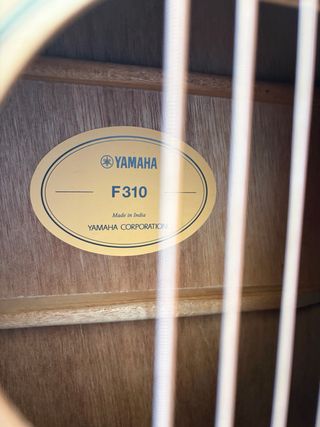 YAMAHA
F310
Made in India
YAMAHA CORPORATION